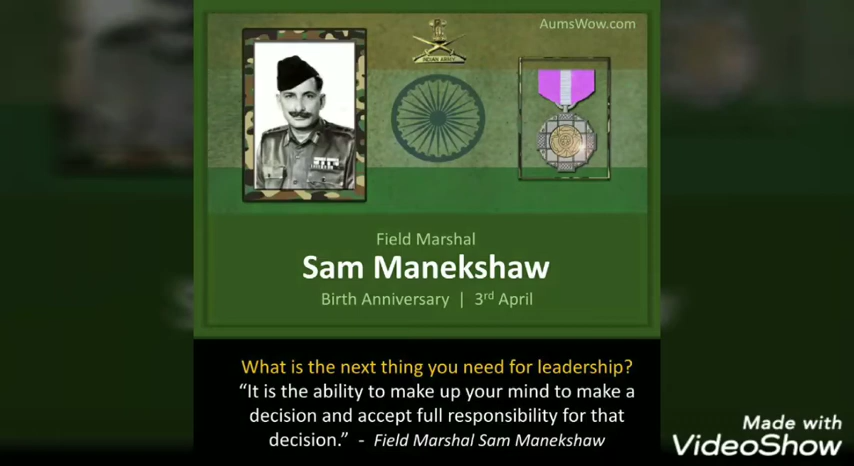 AumsWow.com
INDIAN ARMY
Field Marshal
Sam Manekshaw
Birth Anniversary | 3rd April
What is the next thing you need for leadership?
“It is the ability to make up your mind to make a
decision and accept full responsibility for that
decision.” - Field Marshal Sam Manekshaw
Made with
VideoShow